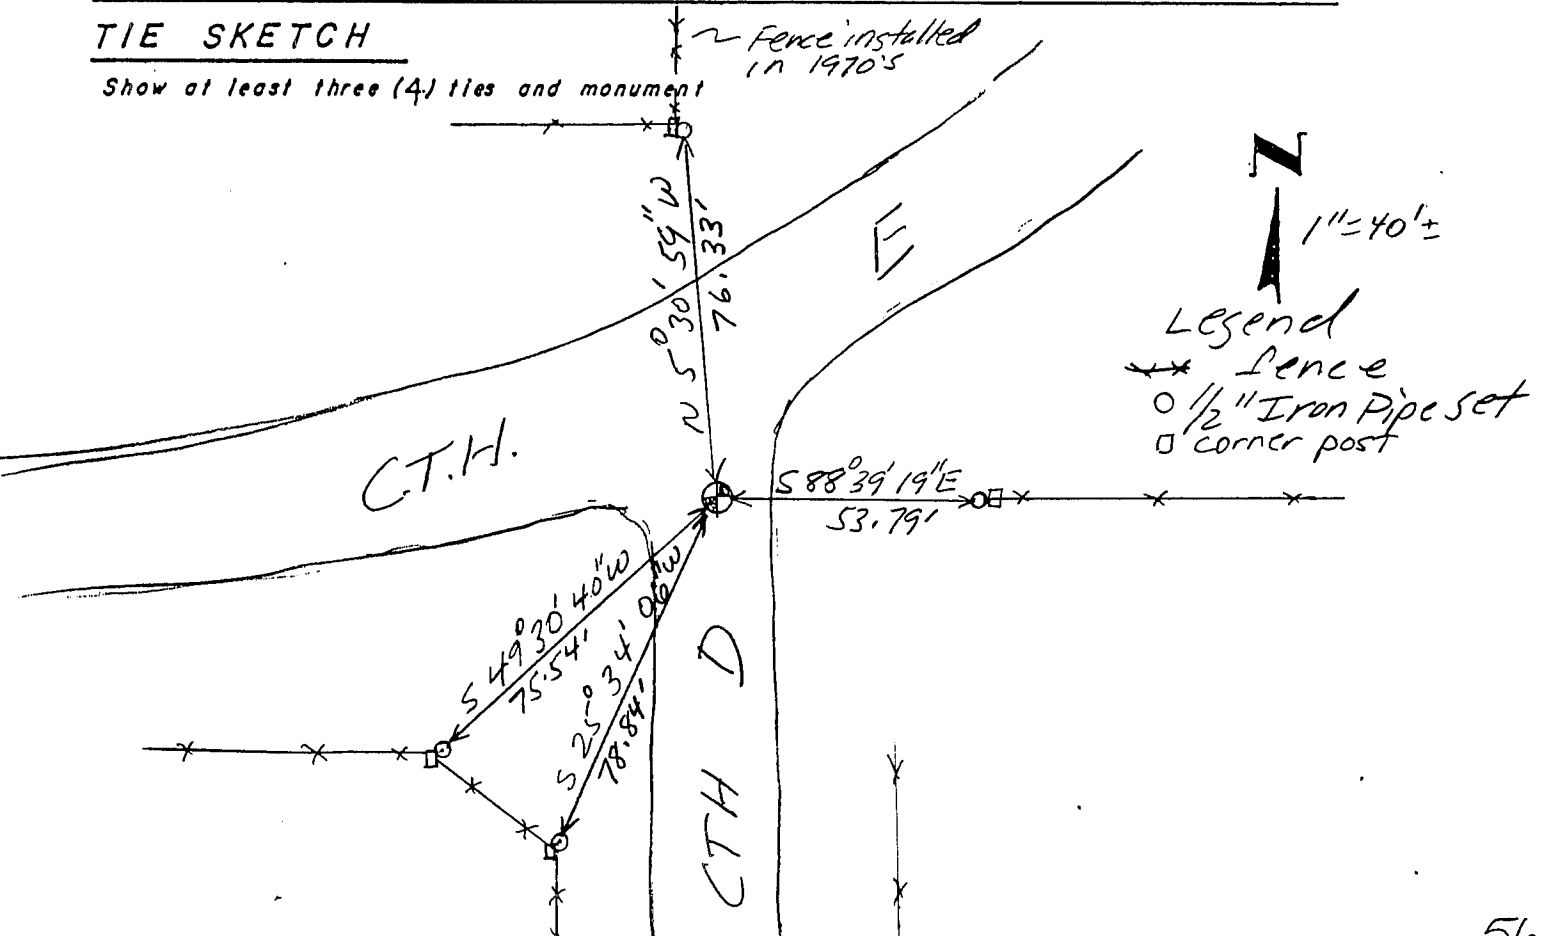 TIE SKETCH
Show at least three (4) ties and monument
Fence installed
in 1970's
N
1"=40'±
Legend
fence
1/2" Iron Pipe set
corner post
N 5° 30' 59" W
76.33'
E
C.T.H.
S 88° 39' 19" E
53.79'
S 49° 30' 40" W
75.54'
S 25° 34' 06" W
78.84'
CTH D